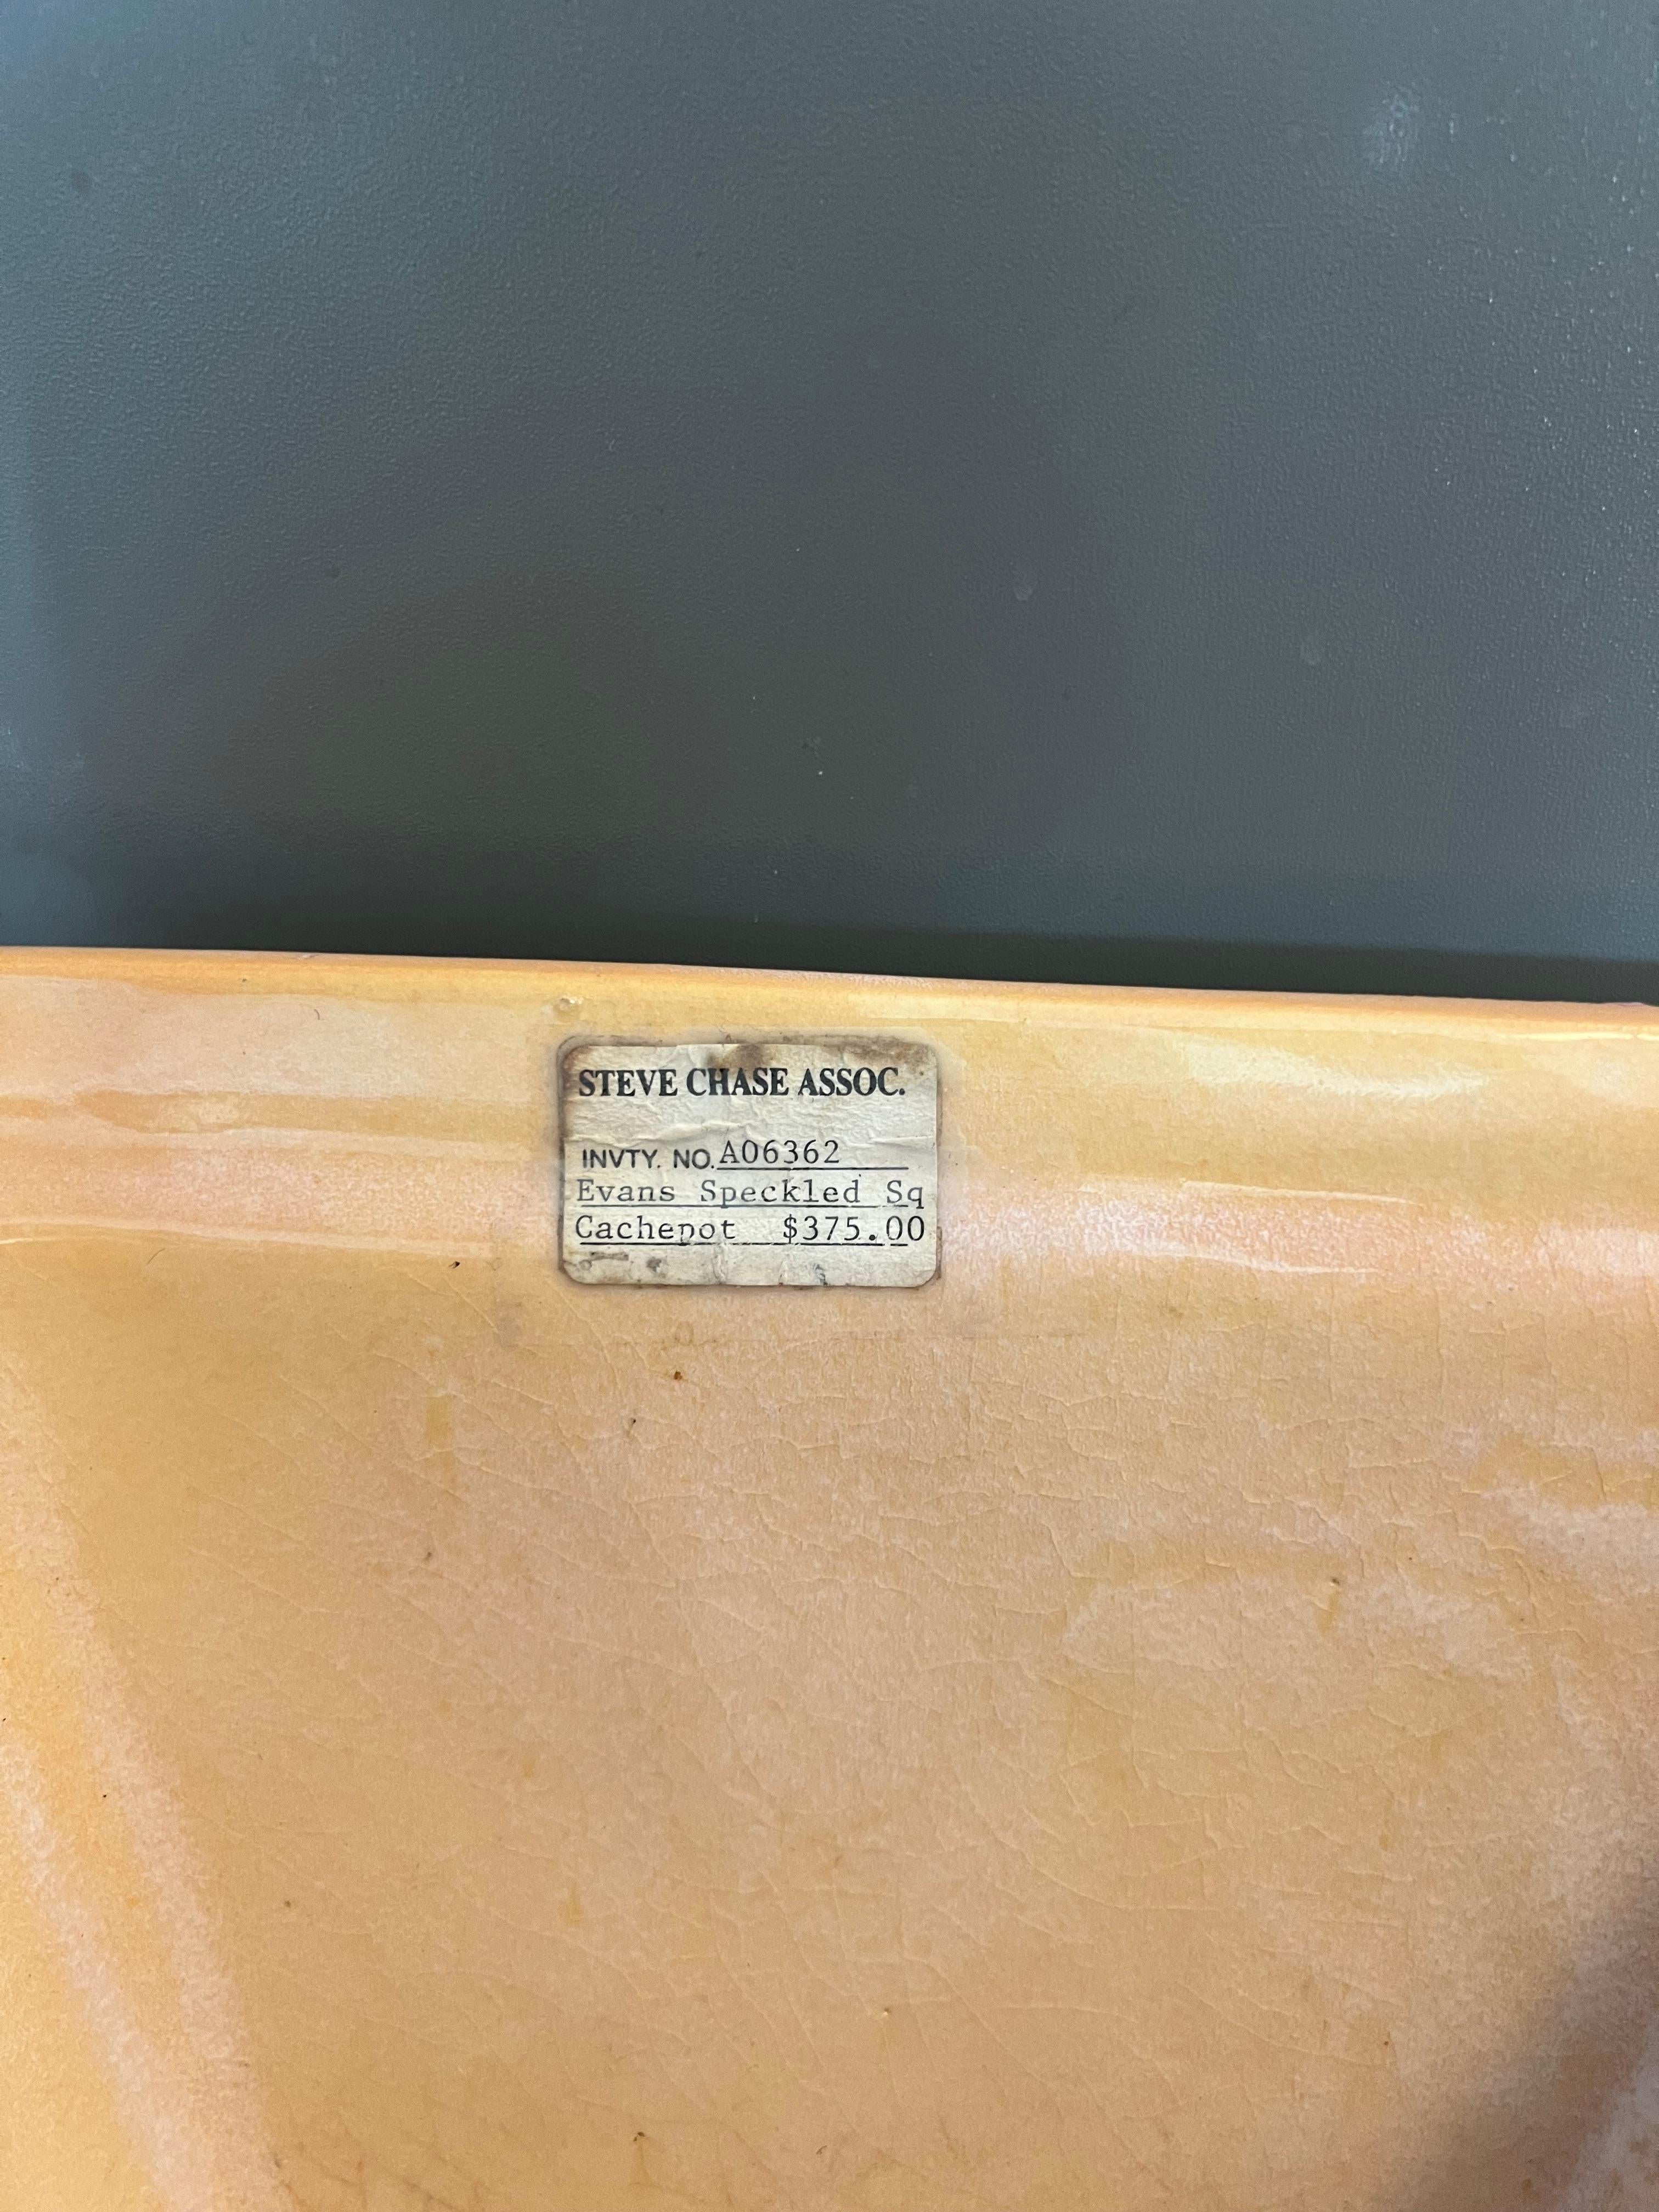 STEVE CHASE ASSOC.
INVTY. NO. A06362
Evans Speckled Sq
Cachepot $375.00